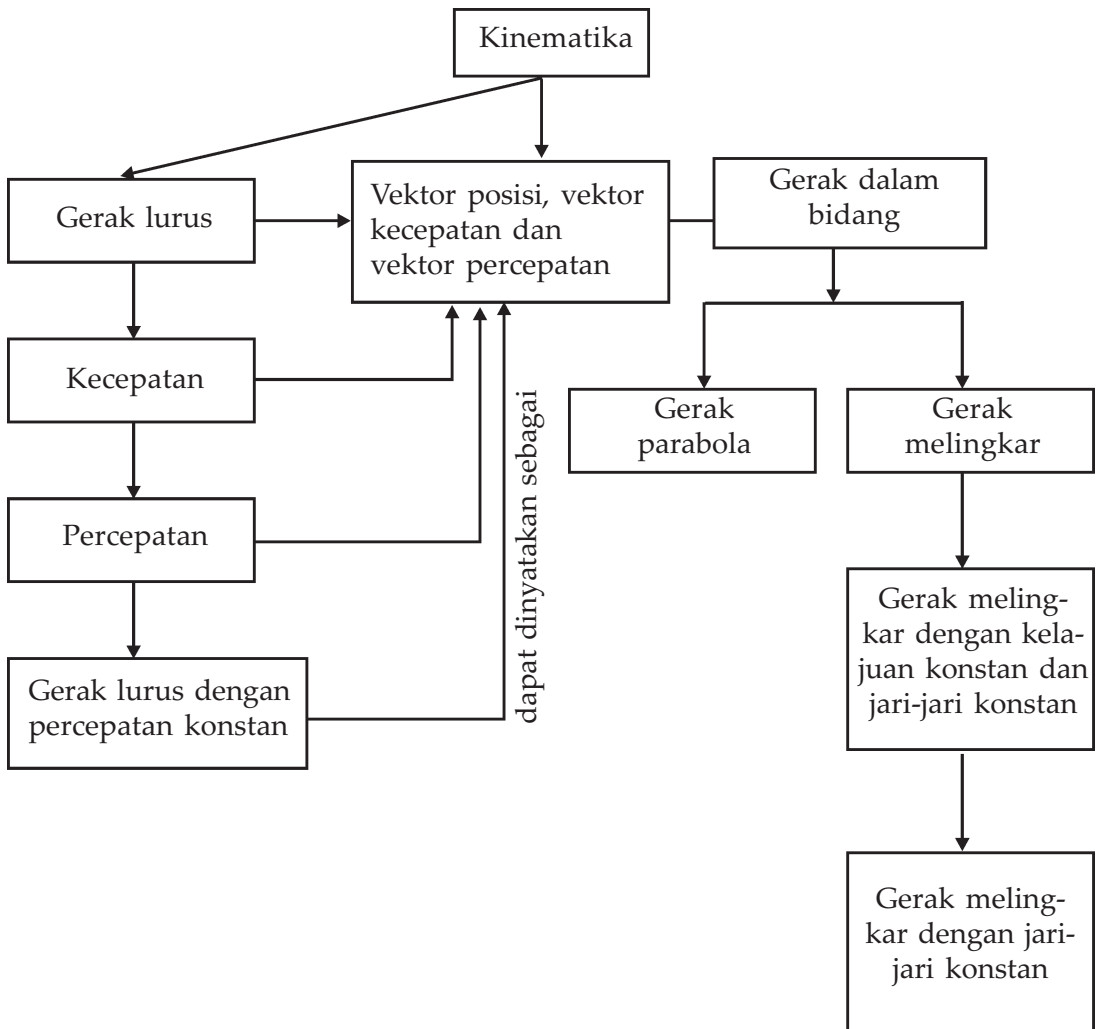 Kinematika
Gerak lurus
Vektor posisi, vektor
kecepatan dan
vektor percepatan
Gerak dalam
bidang
Kecepatan
Gerak
parabola
Gerak
melingkar
dapat dinyatakan sebagai
Percepatan
Gerak lurus dengan
percepatan konstan
Gerak meling-
kar dengan kela-
juan konstan dan
jari-jari konstan
Gerak meling-
kar dengan jari-
jari konstan